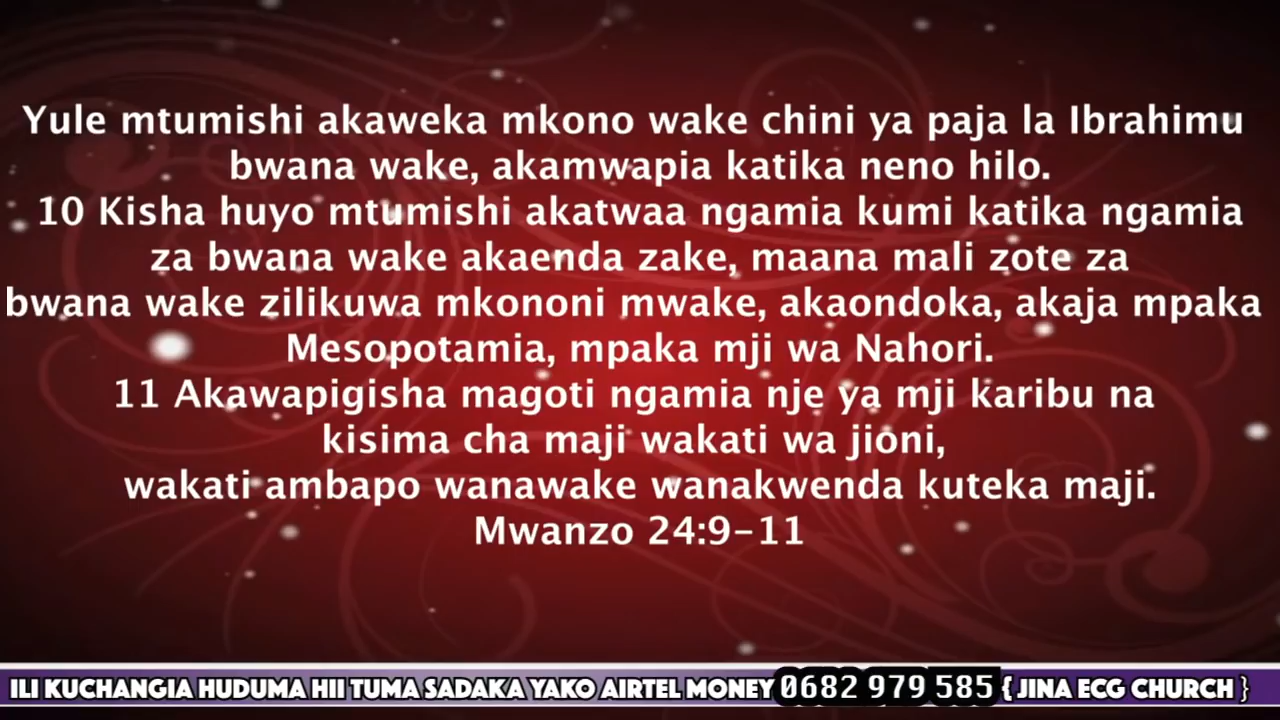 Yule mtumishi akaweka mkono wake chini ya paja la Ibrahimu
bwana wake, akamwapia katika neno hilo.
10 Kisha huyo mtumishi akatwaa ngamia kumi katika ngamia
za bwana wake akaenda zake, maana mali zote za
bwana wake zilikuwa mkononi mwake, akaondoka, akaja mpaka
Mesopotamia, mpaka mji wa Nahori.
11 Akawapigisha magoti ngamia nje ya mji karibu na
kisima cha maji wakati wa jioni,
wakati ambapo wanawake wanakwenda kuteka maji.
Mwanzo 24:9-11
ILI KUCHANGIA HUDUMA HII TUMA SADAKA YAKO AIRTEL MONEY 0682 979 585 { JINA ECG CHURCH }